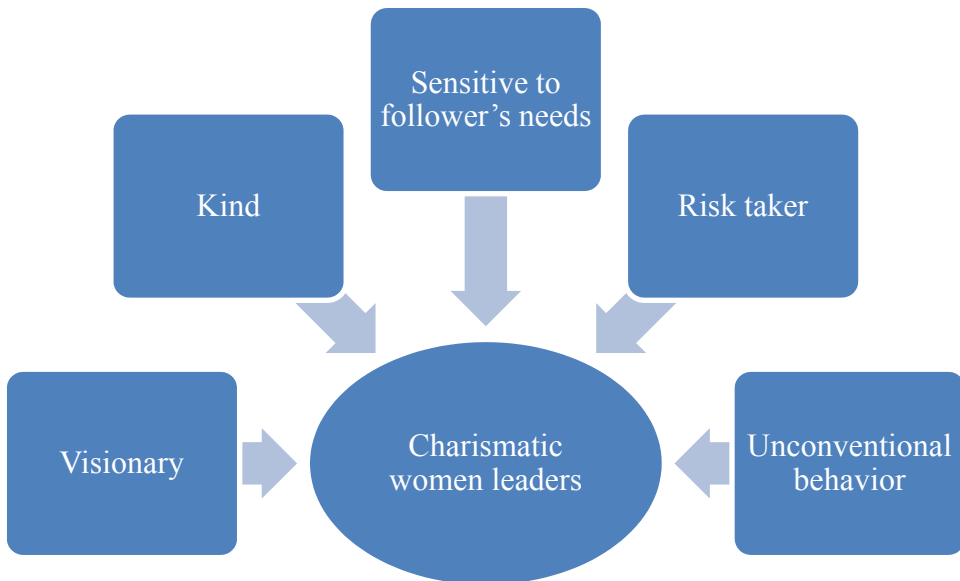 Sensitive to
follower’s needs
Kind
Risk taker
Visionary
Charismatic
women leaders
Unconventional
behavior